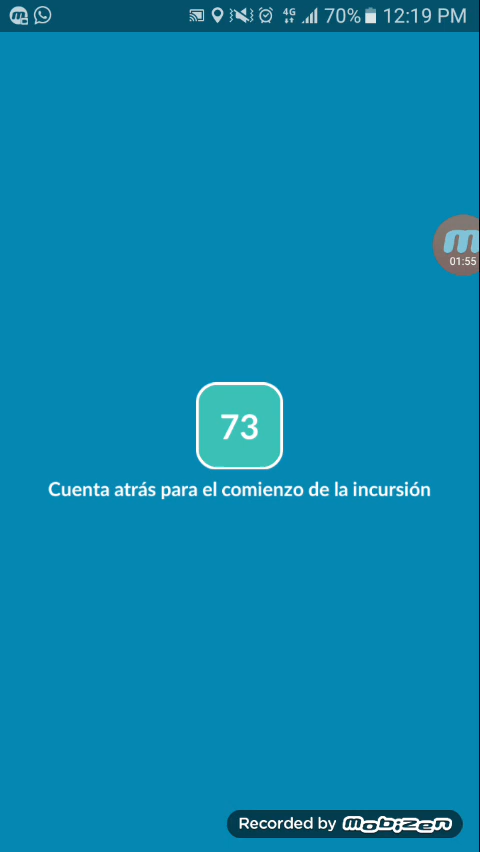 4G 70% 12:19 PM
m
01:55
73
Cuenta atrás para el comienzo de la incursión
Recorded by mobizen